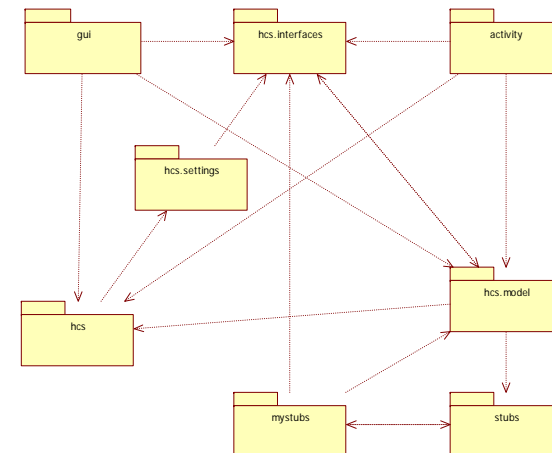 gui
hcs.interfaces
activity
hcs.settings
hcs.model
hcs
mystubs
stubs